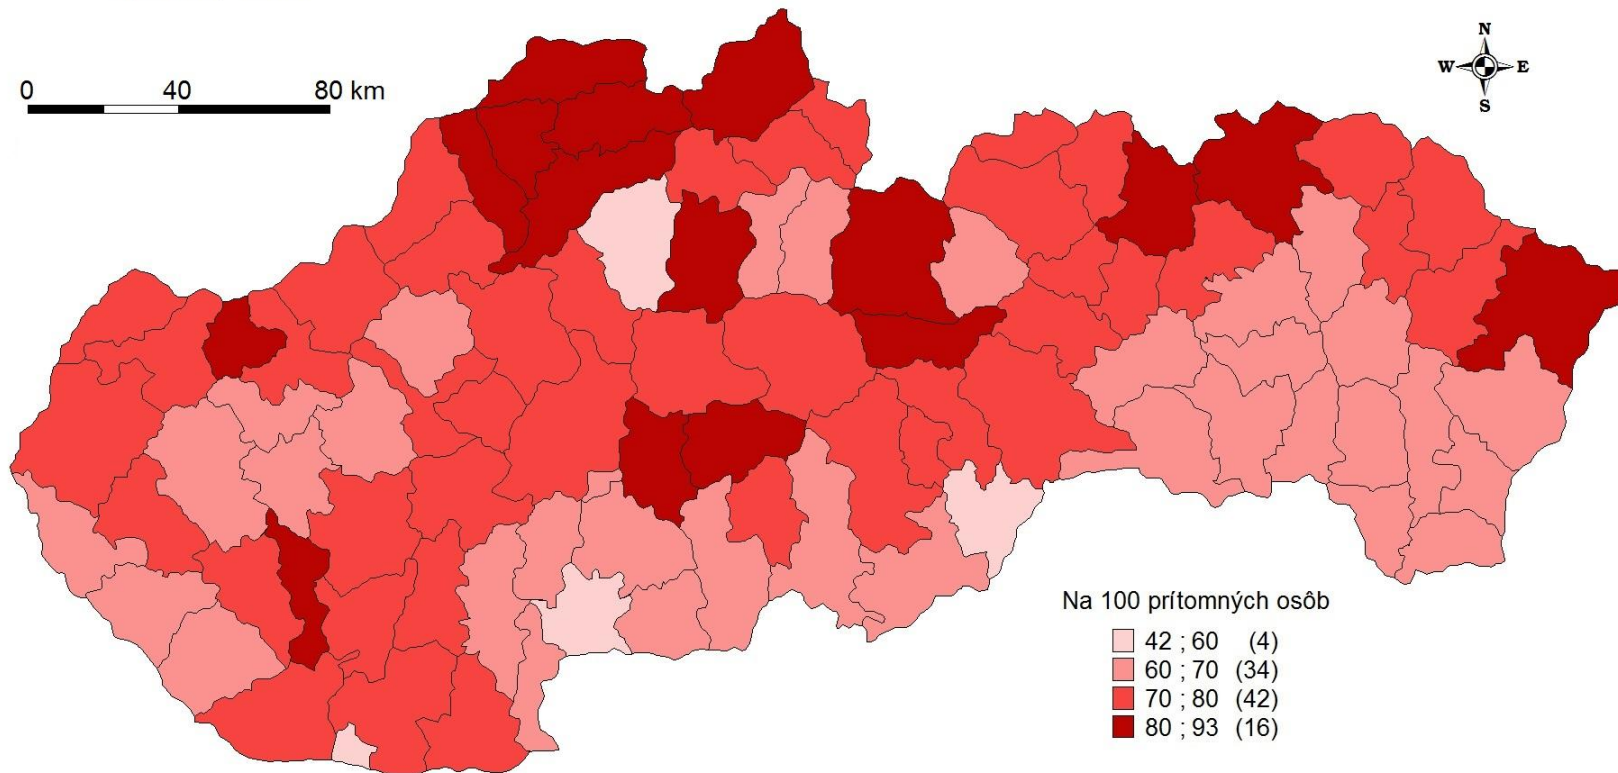 0 40 80 km
N
W E
S
Na 100 prítomných osôb
42 ; 60 (4)
60 ; 70 (34)
70 ; 80 (42)
80 ; 93 (16)